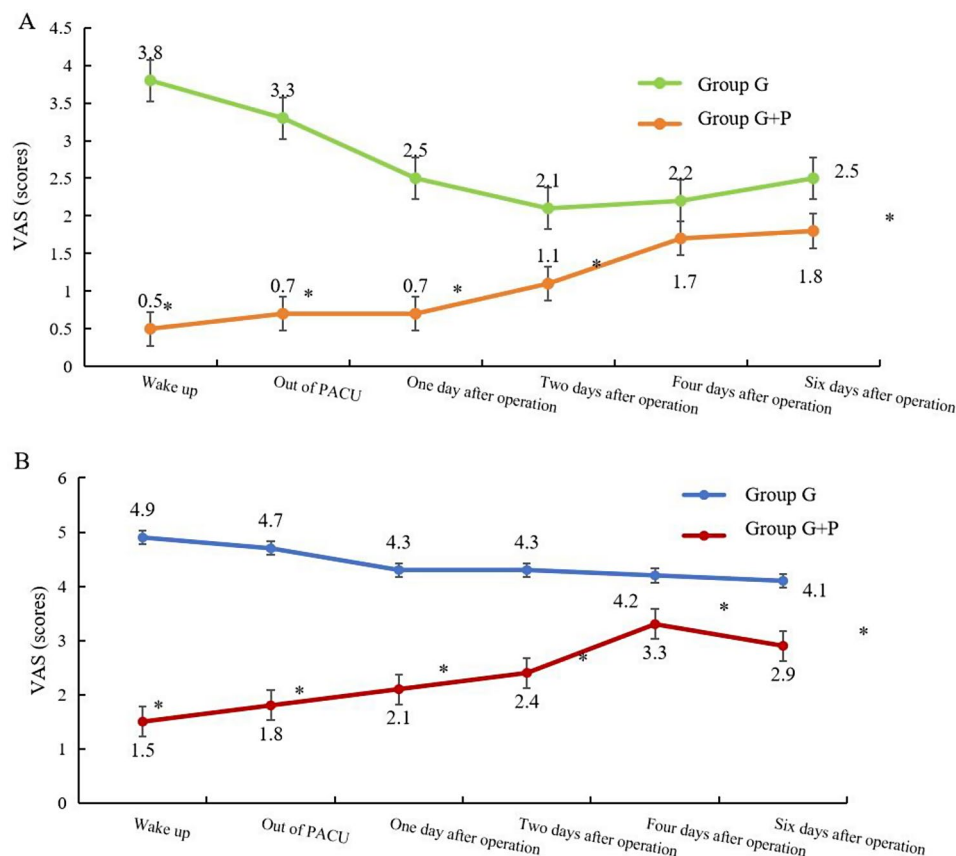 A
VAS (scores)
4.5
4
3.5
3
2.5
2
1.5
1
0.5
0
3.8
3.3
2.5
2.1
2.2
2.5
Group G
Group G+P
0.5 *
0.7 *
0.7 *
1.1 *
1.7
1.8 *
Wake up
Out of PACU
One day after operation
Two days after operation
Four days after operation
Six days after operation
B
VAS (scores)
6
5
4
3
2
1
0
4.9
4.7
4.3
4.3
4.2
4.1
Group G
Group G+P
1.5 *
1.8 *
2.1 *
2.4 *
3.3 *
2.9 *
Wake up
Out of PACU
One day after operation
Two days after operation
Four days after operation
Six days after operation